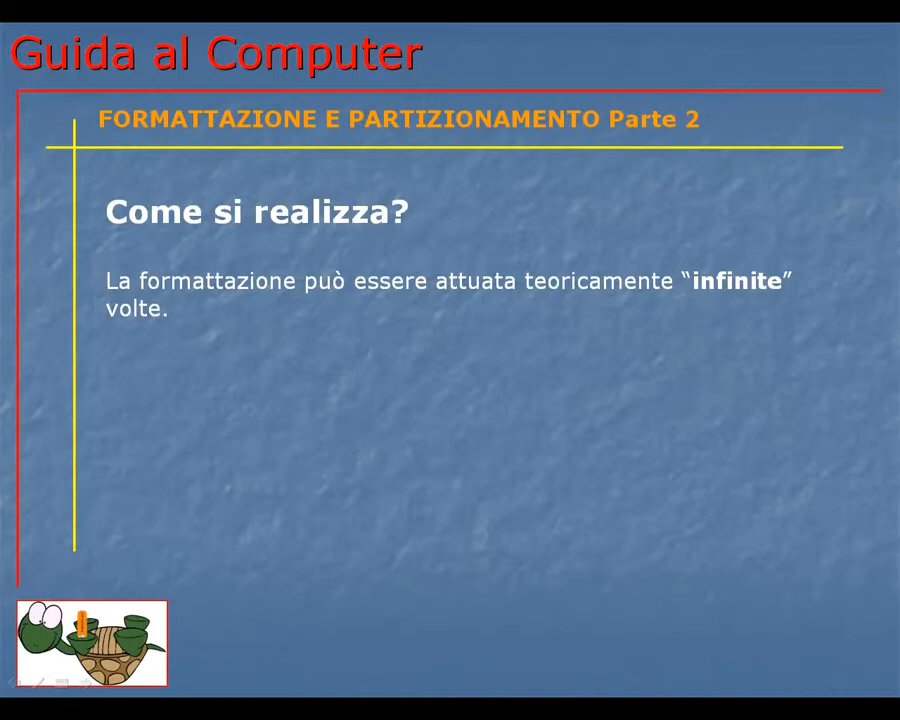 Guida al Computer
FORMATTAZIONE E PARTIZIONAMENTO Parte 2
Come si realizza?
La formattazione può essere attuata teoricamente “infinite”
volte.